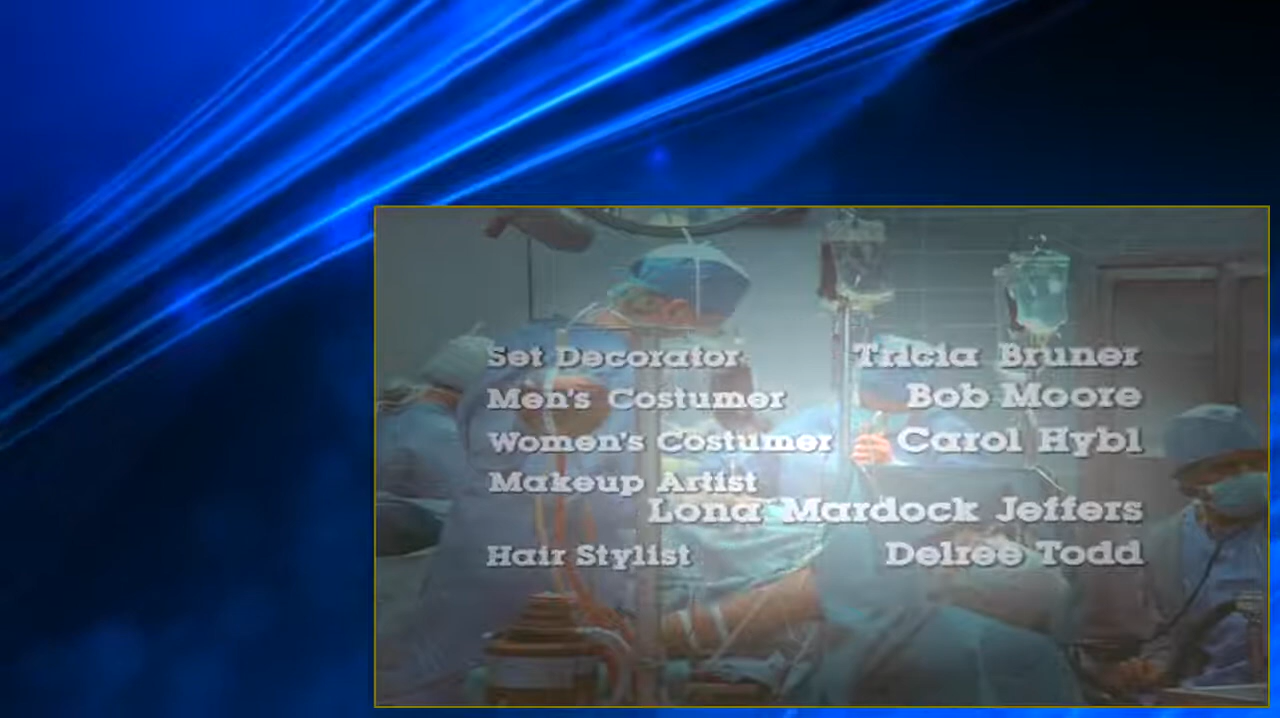 Set Decorator Tricia Bruner
Men's Costumer Bob Moore
Women's Costumer Carol Hybl
Makeup Artist
Lona Mardock Jeffers
Hair Stylist Delree Todd